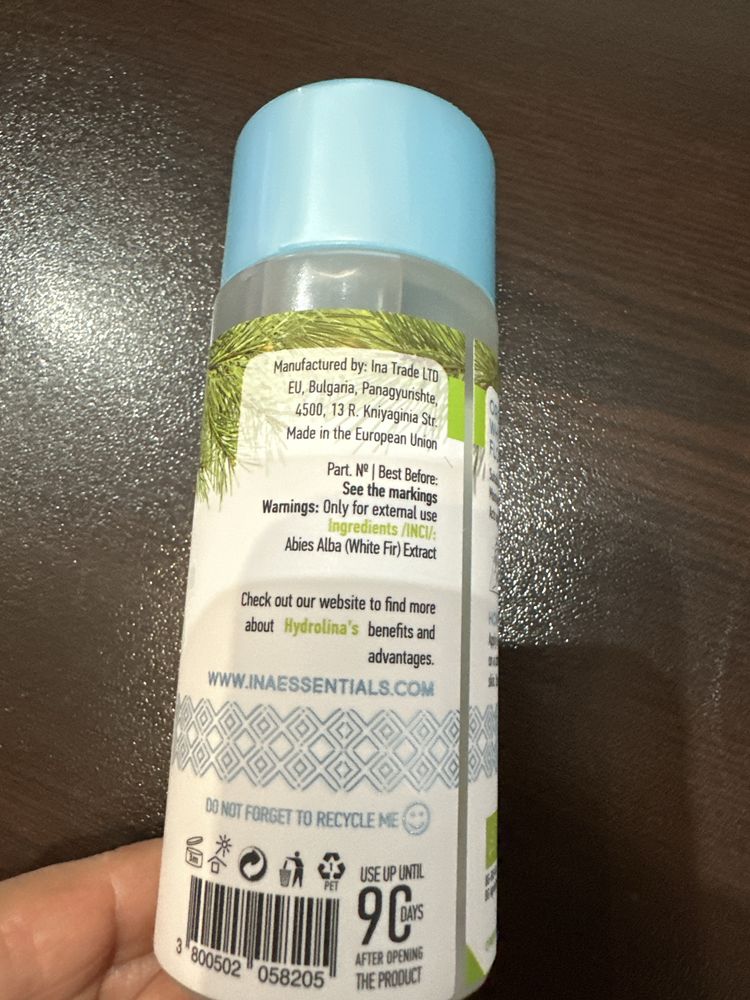 Manufactured by: Ina Trade LTD
EU, Bulgaria, Panagyurishte,
4500, 13 R. Kniyaginia Str.
Made in the European Union
Part. Nº | Best Before:
See the markings
Warnings: Only for external use
Ingredients /INCI/:
Abies Alba (White Fir) Extract
Check out our website to find more
about Hydrolina's benefits and
advantages.
WWW.INAESSENTIALS.COM
DO NOT FORGET TO RECYCLE ME
3m
1
PET
USE UP UNTIL
90 DAYS
AFTER OPENING
THE PRODUCT
3 800502 058205